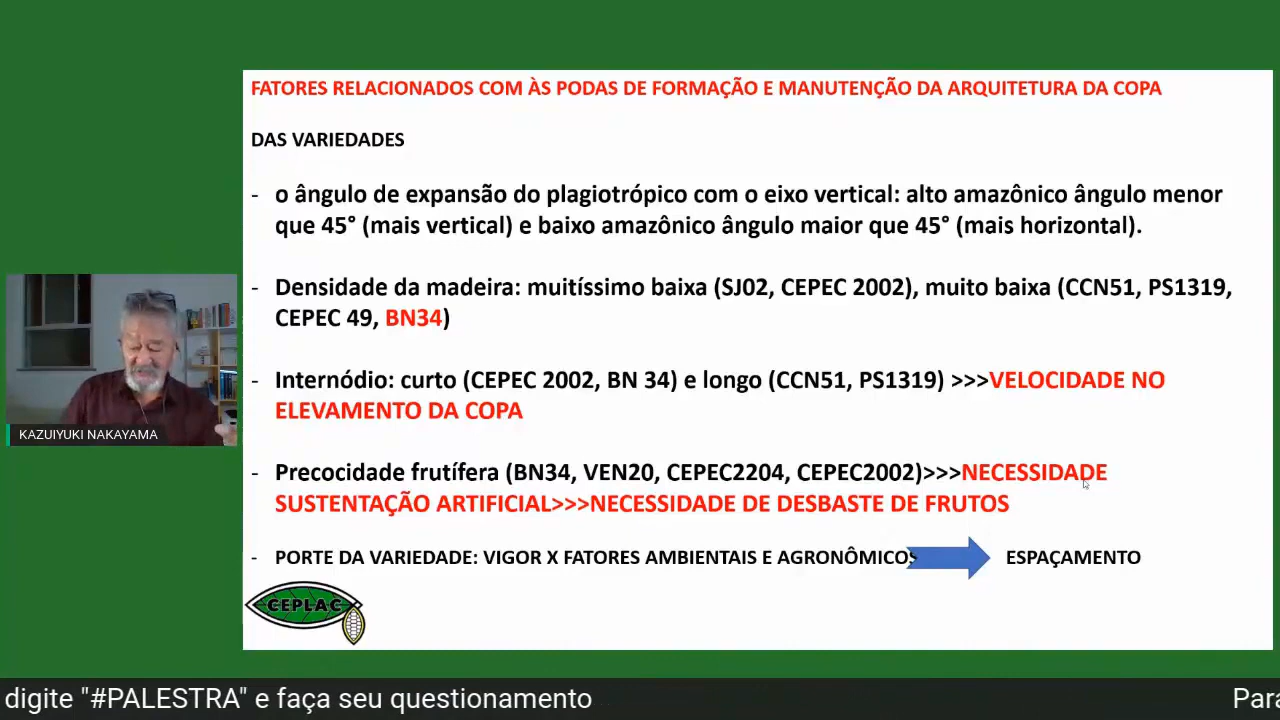 FATORES RELACIONADOS COM ÀS PODAS DE FORMAÇÃO E MANUTENÇÃO DA ARQUITETURA DA COPA
DAS VARIEDADES
- o ângulo de expansão do plagiotrópico com o eixo vertical: alto amazônico ângulo menor
que 45° (mais vertical) e baixo amazônico ângulo maior que 45° (mais horizontal).
- Densidade da madeira: muitíssimo baixa (SJ02, CEPEC 2002), muito baixa (CCN51, PS1319,
CEPEC 49, BN34)
- Internódio: curto (CEPEC 2002, BN 34) e longo (CCN51, PS1319) >>>VELOCIDADE NO
ELEVAMENTO DA COPA
KAZUIYUKI NAKAYAMA
- Precocidade frutífera (BN34, VEN20, CEPEC2204, CEPEC2002)>>>NECESSIDADE
SUSTENTAÇÃO ARTIFICIAL>>>NECESSIDADE DE DESBASTE DE FRUTOS
- PORTE DA VARIEDADE: VIGOR X FATORES AMBIENTAIS E AGRONÔMICOS ESPAÇAMENTO
CEPLAC
digite "#PALESTRA" e faça seu questionamento Para